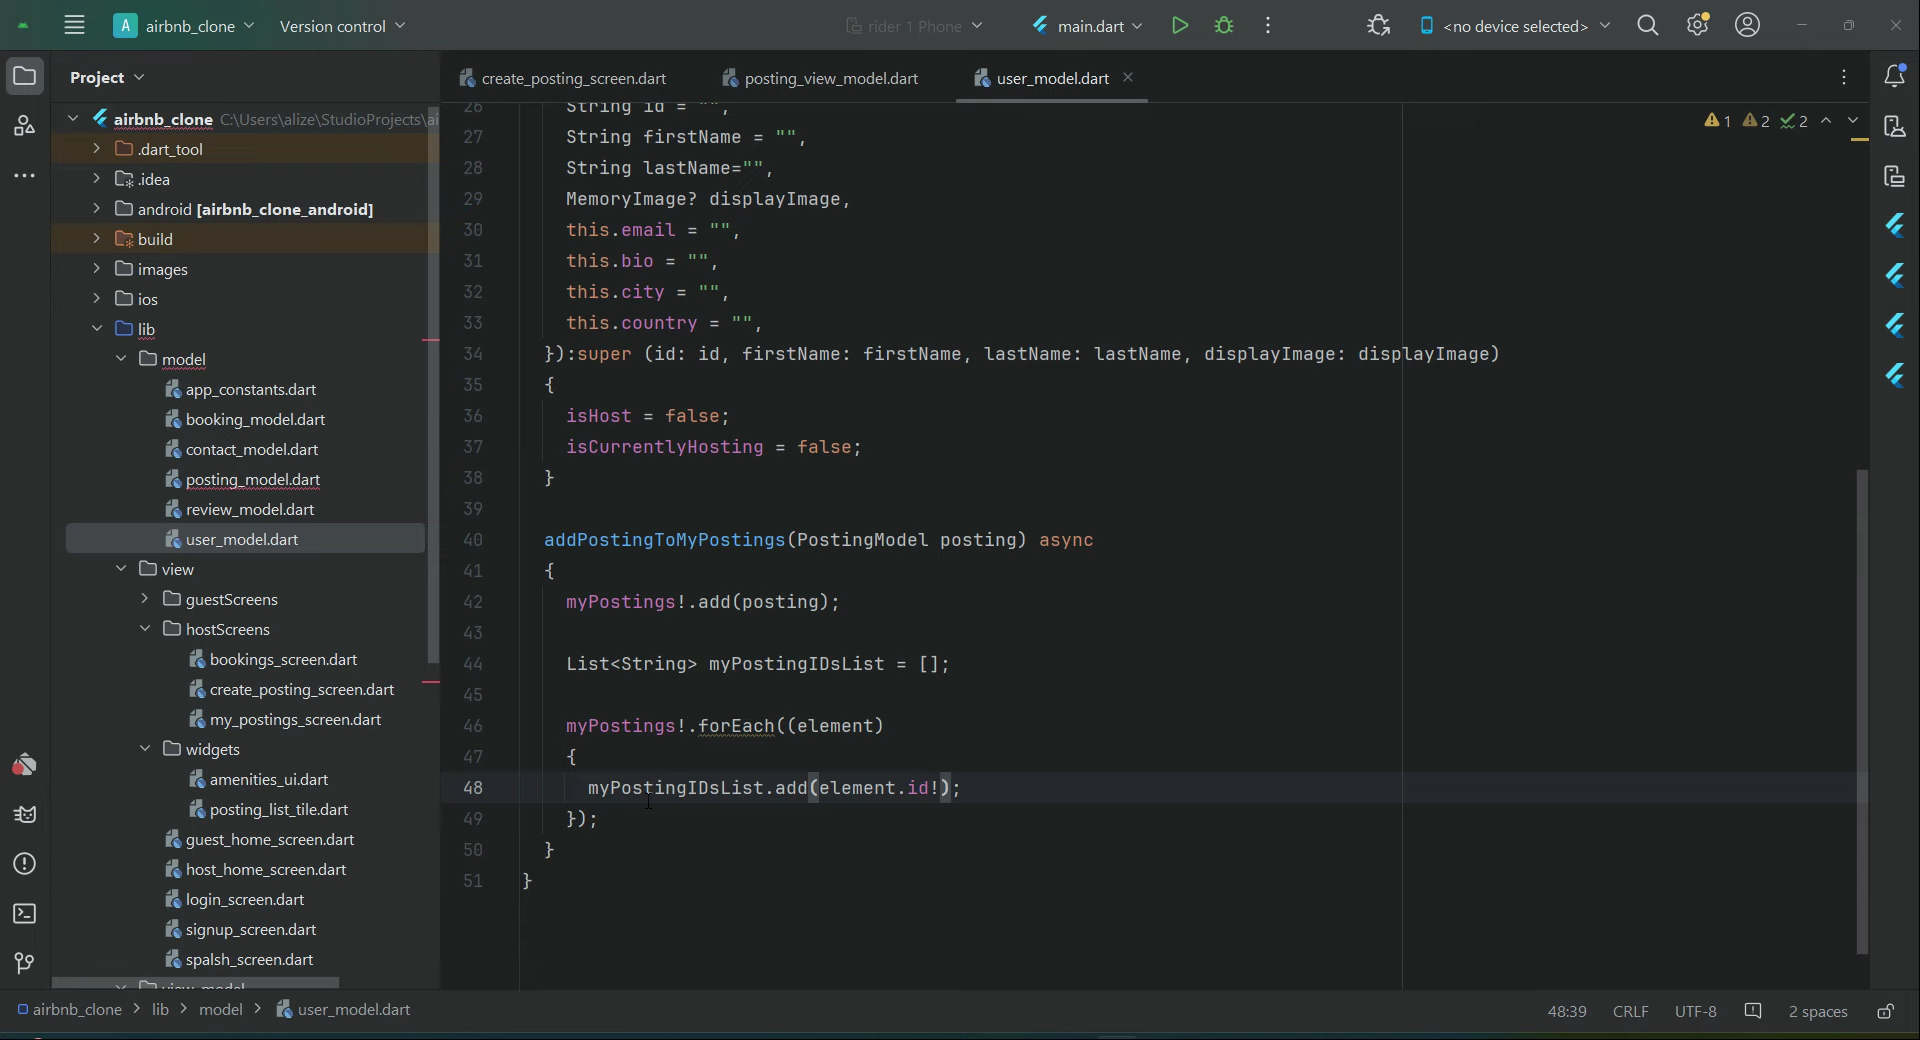 A airbnb_clone Version control rider 1 Phone main.dart <no device selected>
Project create_posting_screen.dart posting_view_model.dart user_model.dart
airbnb_clone C:\Users\alize\StudioProjects\ai
.dart_tool
.idea
android [airbnb_clone_android]
build
images
ios
lib
model
app_constants.dart
booking_model.dart
contact_model.dart
posting_model.dart
review_model.dart
user_model.dart
view
guestScreens
hostScreens
bookings_screen.dart
create_posting_screen.dart
my_postings_screen.dart
widgets
amenities_ui.dart
posting_list_tile.dart
guest_home_screen.dart
host_home_screen.dart
login_screen.dart
signup_screen.dart
spalsh_screen.dart
view_model
1 2 2
26 String id = "",
27 String firstName = "",
28 String lastName="",
29 MemoryImage? displayImage,
30 this.email = "",
31 this.bio = "",
32 this.city = "",
33 this.country = "",
34 }):super (id: id, firstName: firstName, lastName: lastName, displayImage: displayImage)
35 {
36 isHost = false;
37 isCurrentlyHosting = false;
38 }
39
40 addPostingToMyPostings(PostingModel posting) async
41 {
42 myPostings!.add(posting);
43
44 List<String> myPostingIDsList = [];
45
46 myPostings!.forEach((element)
47 {
48 myPostingIDsList.add(element.id!);
49 });
50 }
51 }
airbnb_clone > lib > model > user_model.dart 48:39 CRLF UTF-8 2 spaces